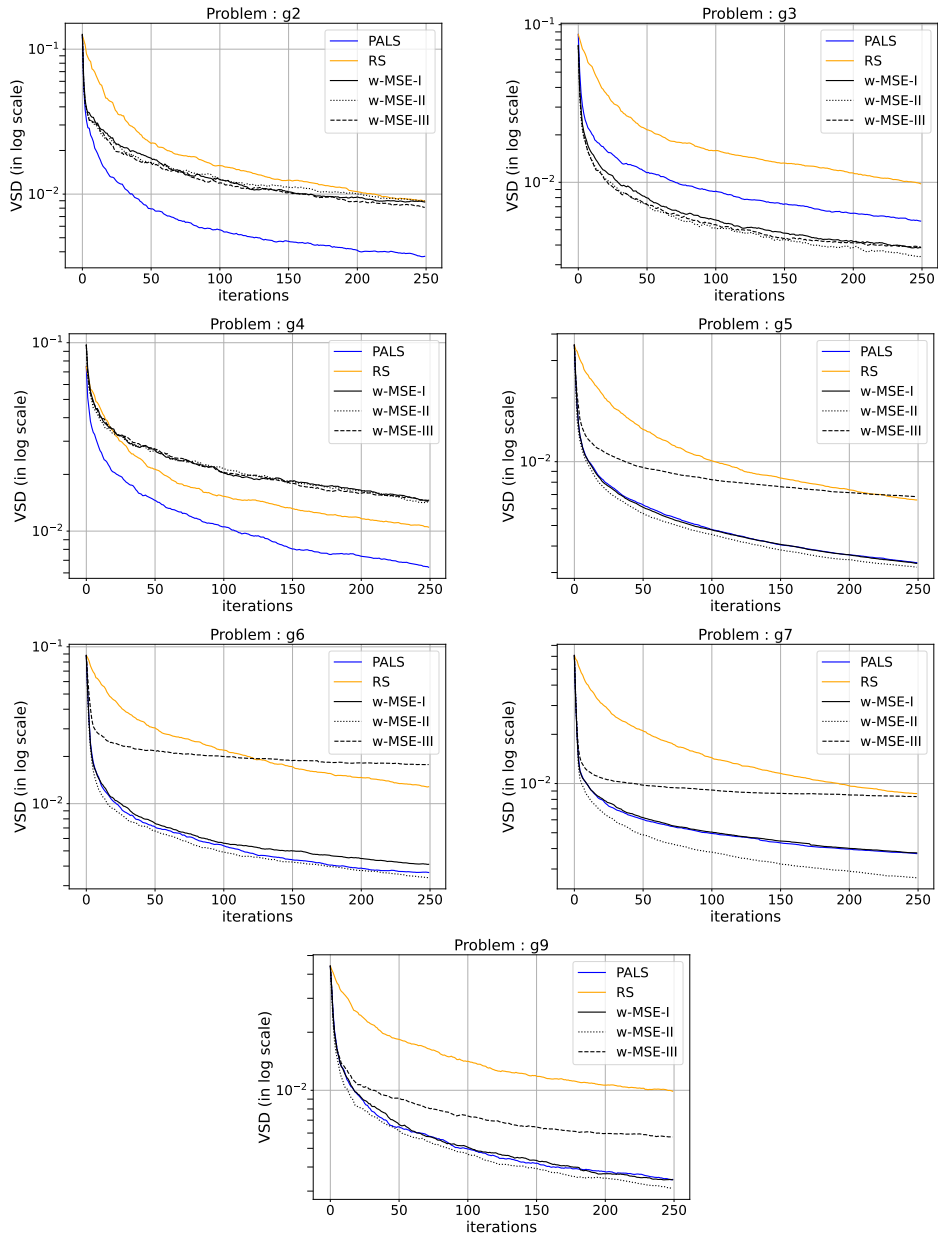 Problem : g2
VSD (in log scale)
10⁻¹
10⁻²
PALS
RS
w-MSE-I
w-MSE-II
w-MSE-III
0 50 100 150 200 250
iterations
Problem : g3
VSD (in log scale)
10⁻¹
10⁻²
PALS
RS
w-MSE-I
w-MSE-II
w-MSE-III
0 50 100 150 200 250
iterations
Problem : g4
VSD (in log scale)
10⁻¹
10⁻²
PALS
RS
w-MSE-I
w-MSE-II
w-MSE-III
0 50 100 150 200 250
iterations
Problem : g5
VSD (in log scale)
10⁻²
PALS
RS
w-MSE-I
w-MSE-II
w-MSE-III
0 50 100 150 200 250
iterations
Problem : g6
VSD (in log scale)
10⁻¹
10⁻²
PALS
RS
w-MSE-I
w-MSE-II
w-MSE-III
0 50 100 150 200 250
iterations
Problem : g7
VSD (in log scale)
10⁻²
PALS
RS
w-MSE-I
w-MSE-II
w-MSE-III
0 50 100 150 200 250
iterations
Problem : g9
VSD (in log scale)
10⁻²
PALS
RS
w-MSE-I
w-MSE-II
w-MSE-III
0 50 100 150 200 250
iterations